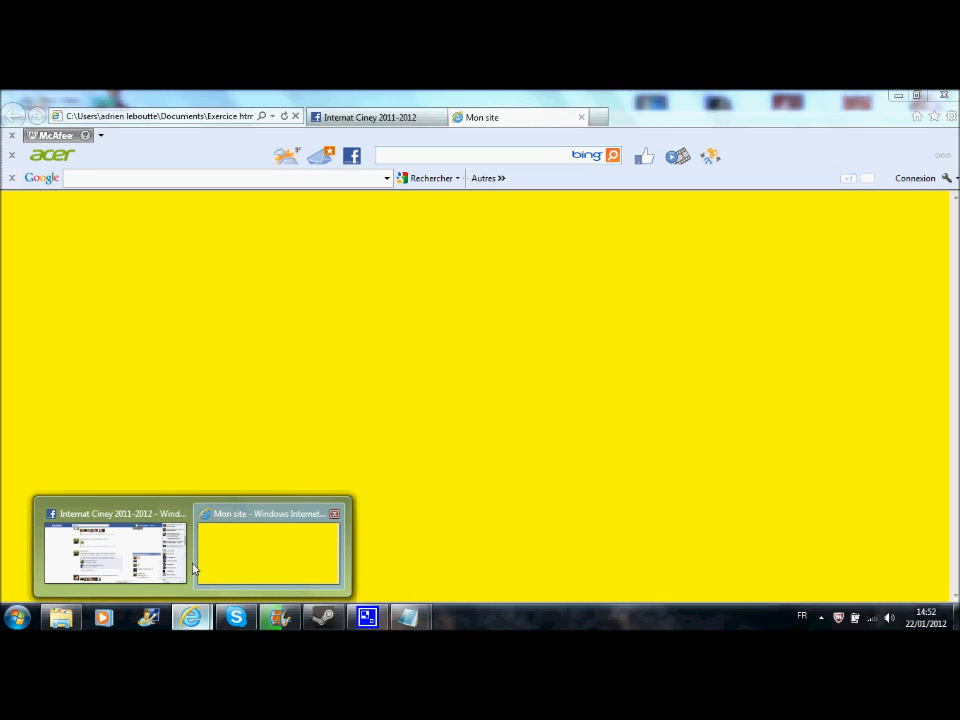 C:\Users\adrien leboutte\Documents\Exercice htm
Internat Ciney 2011-2012
Mon site
McAfee
acer
bing
Google
Rechercher
Autres
Connexion
Internat Ciney 2011-2012 - Wind...
Mon site - Windows Internet...
FR
14:52
22/01/2012